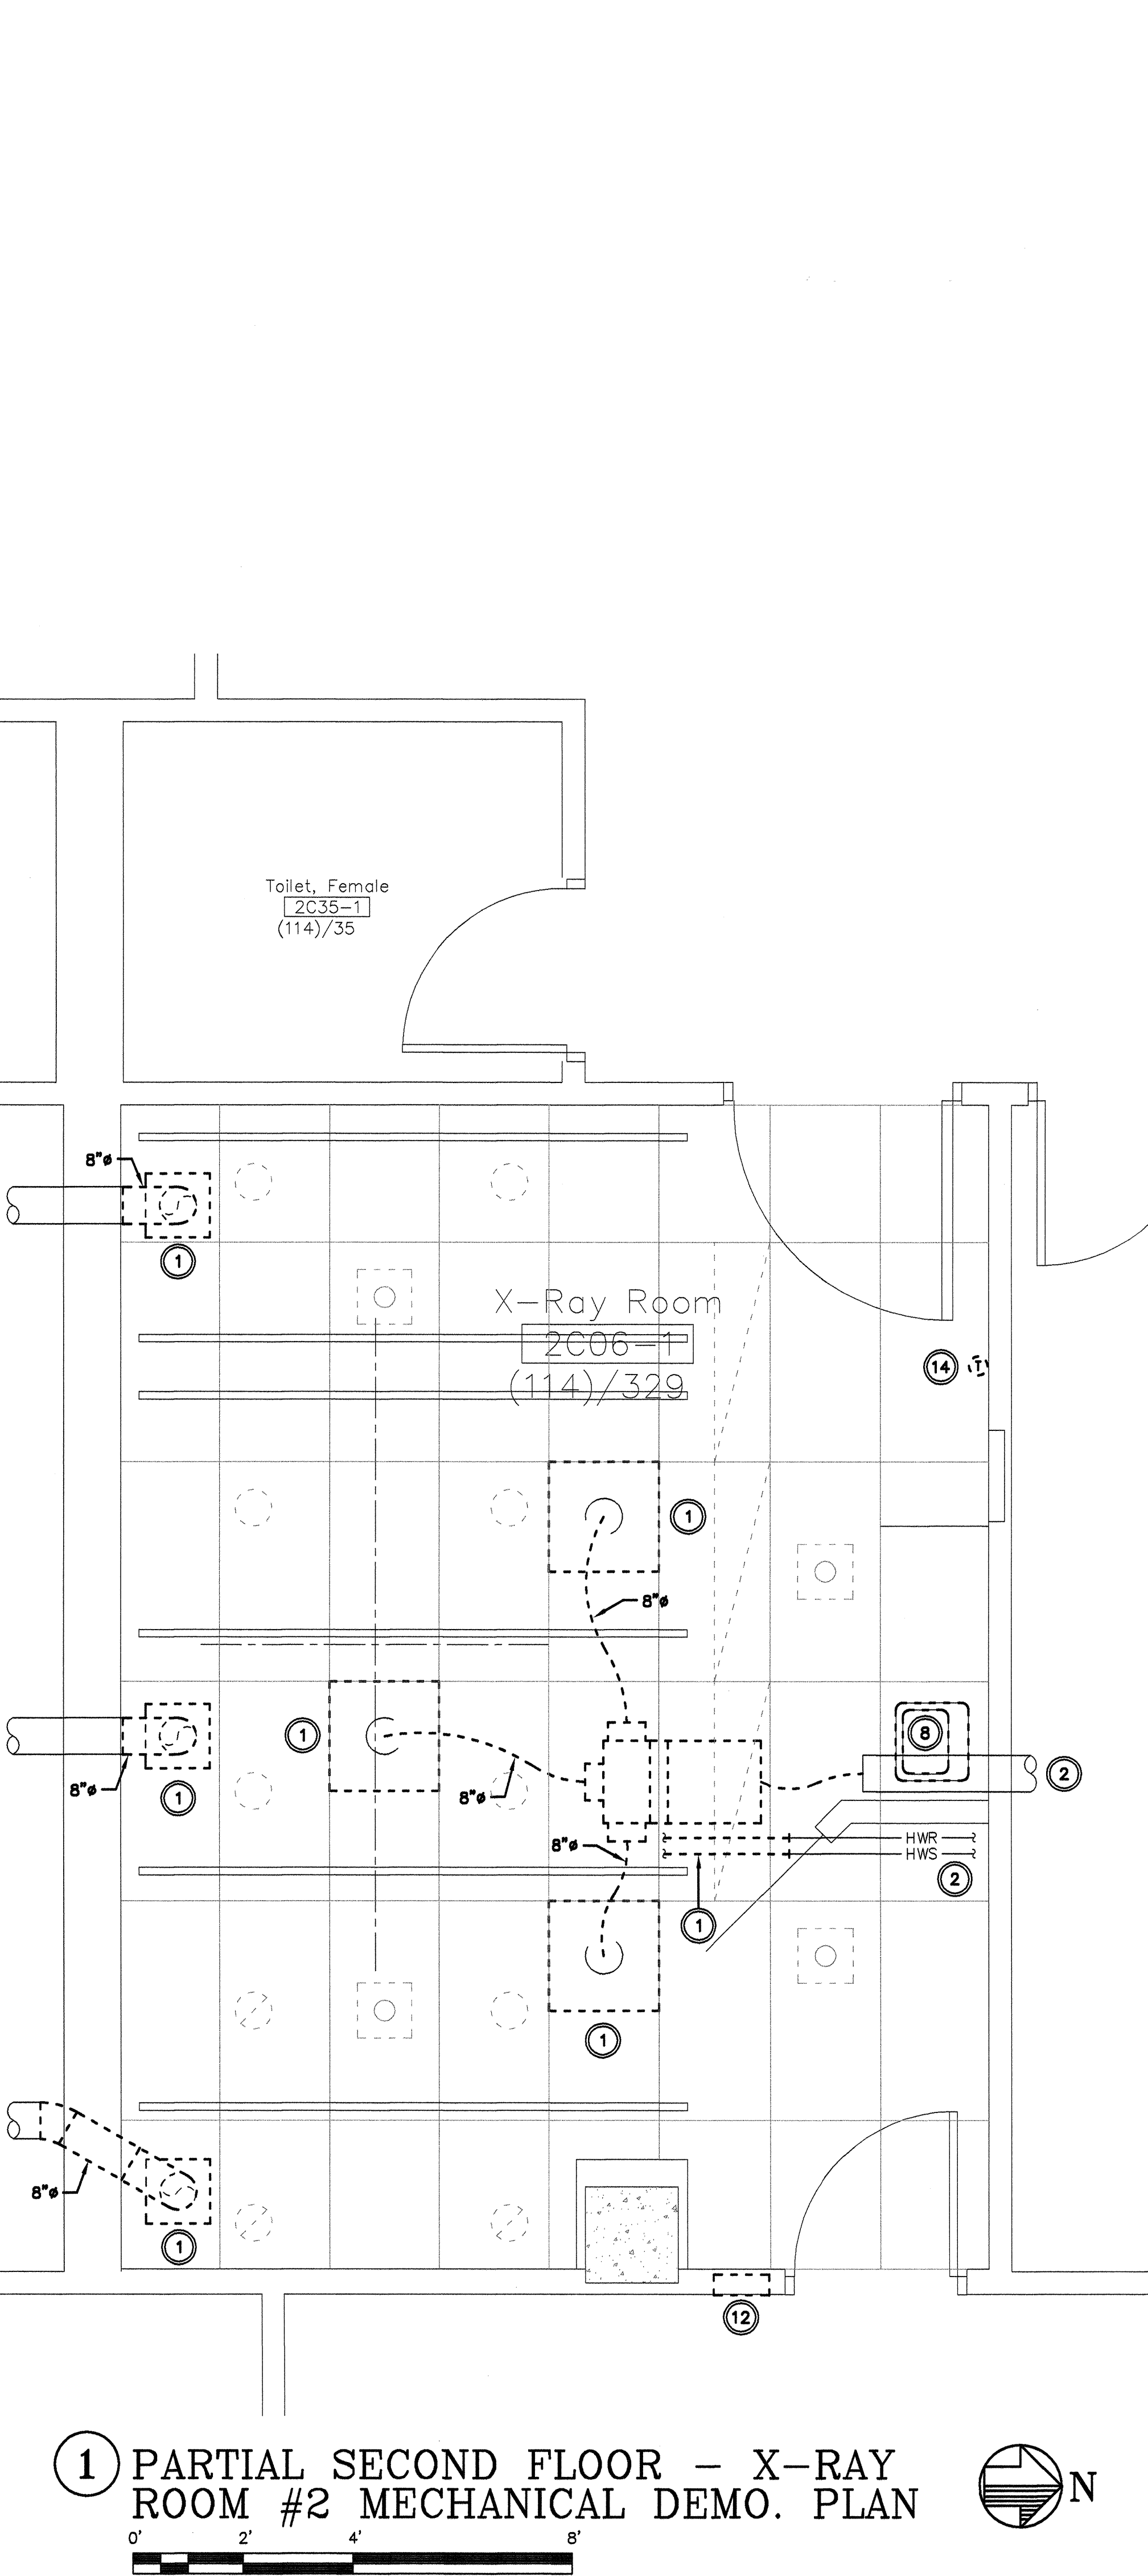 Toilet, Female
2C35-1
(114)/35
8"ø
1
X-Ray Room
2C06-1
(114)/329
14 T
1
8"ø
1
8
2
8"ø
1
8"ø
8"ø
HWR
HWS
2
1
1
8"ø
1
12
1 PARTIAL SECOND FLOOR - X-RAY
ROOM #2 MECHANICAL DEMO. PLAN
N
0' 2' 4' 8'